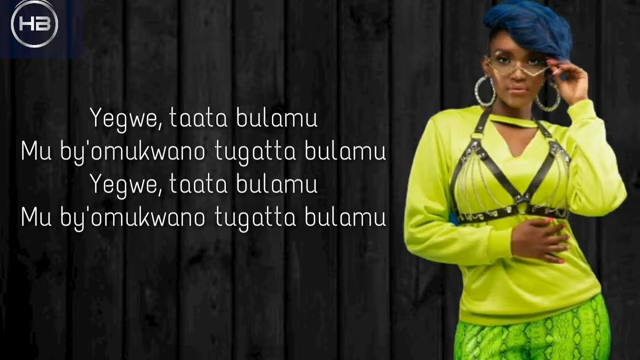 HB
Yegwe, taata bulamu
Mu by'omukwano tugatta bulamu
Yegwe, taata bulamu
Mu by'omukwano tugatta bulamu